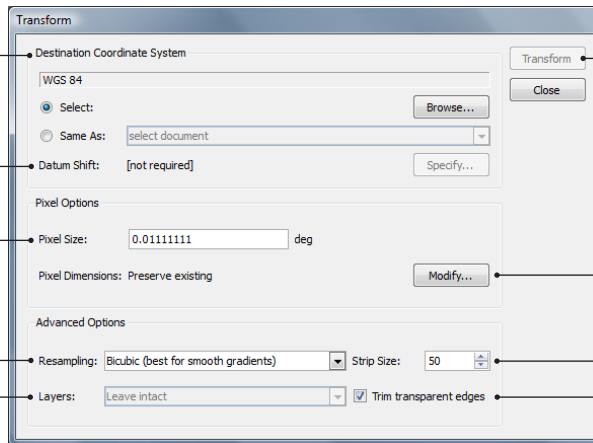 Transform
Destination Coordinate System
Transform
WGS 84
Close
Select:
Browse...
Same As:
select document
Datum Shift:
[not required]
Specify...
Pixel Options
Pixel Size:
0.01111111
deg
Pixel Dimensions: Preserve existing
Modify...
Advanced Options
Resampling:
Bicubic (best for smooth gradients)
Strip Size:
50
Layers:
Leave intact
Trim transparent edges